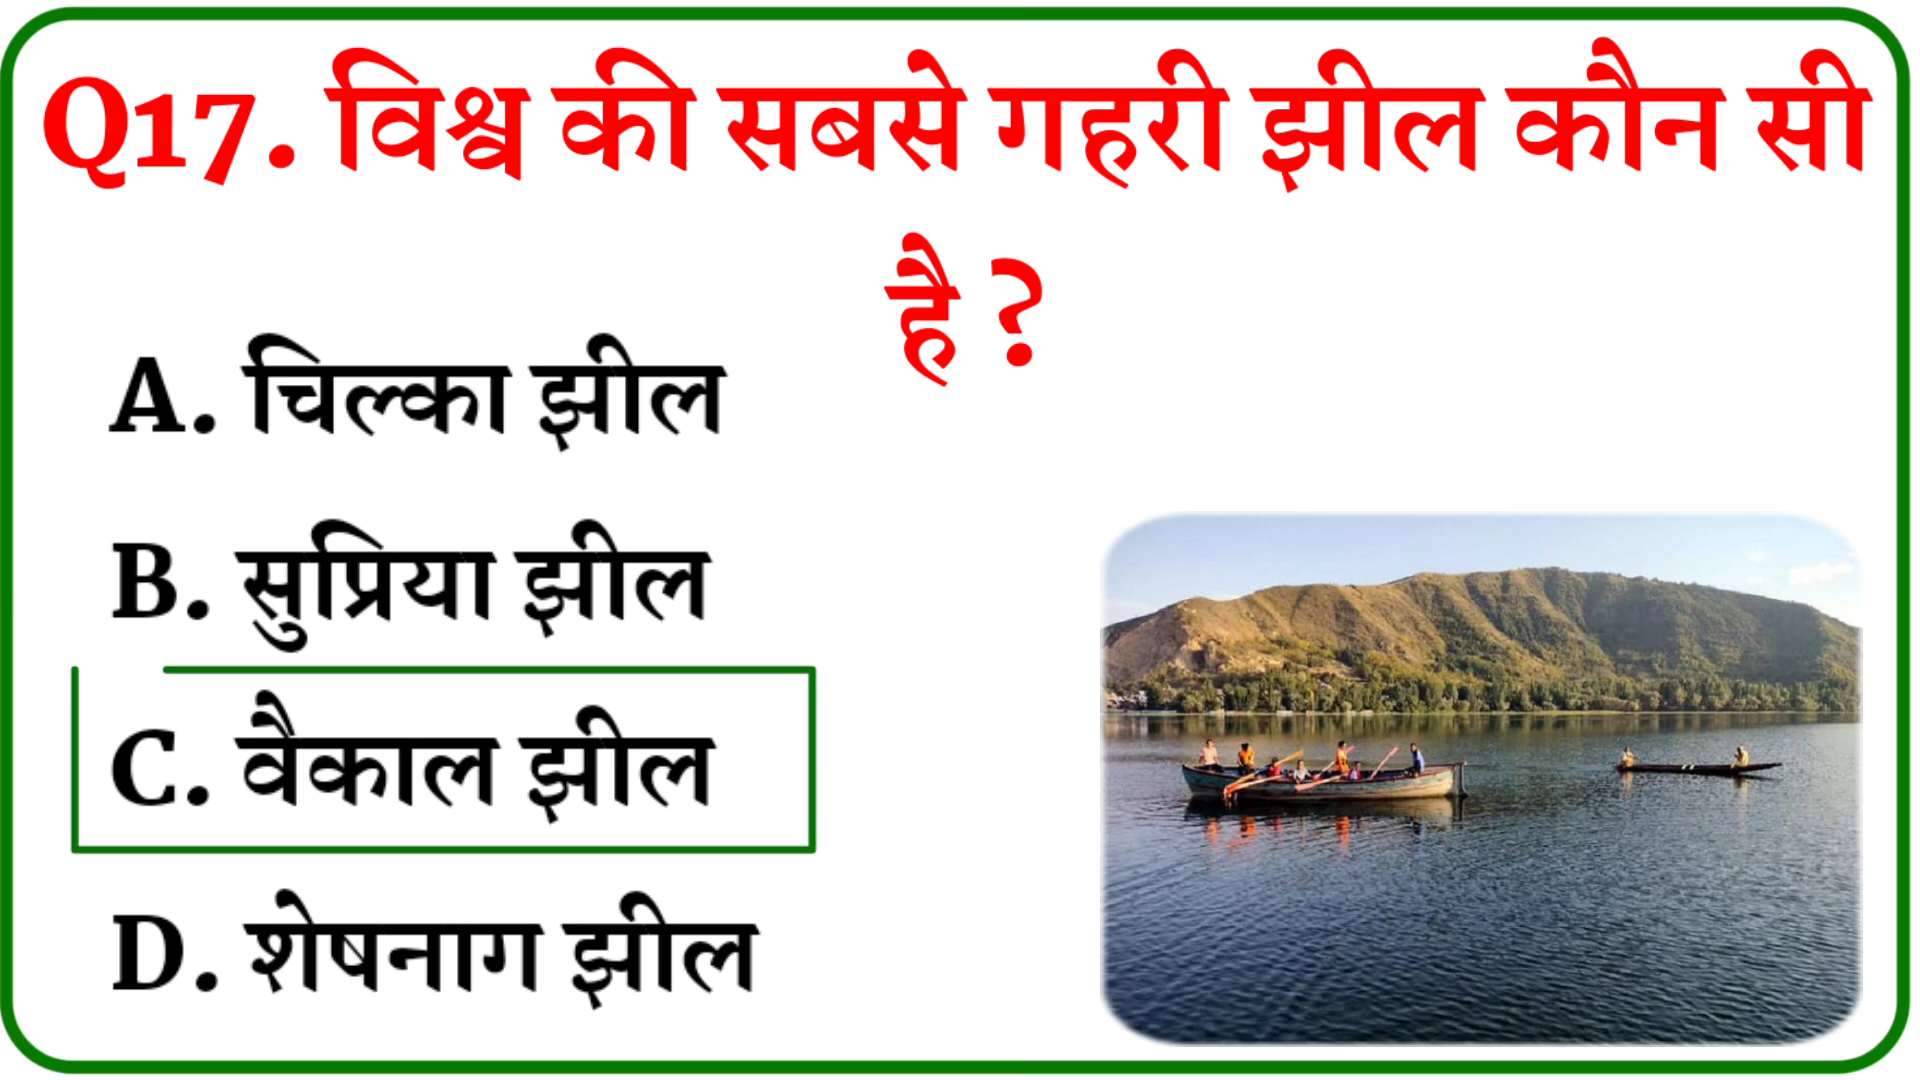 Q17. विश्व की सबसे गहरी झील कौन सी
है ?
A. चिल्का झील
B. सुप्रिया झील
C. वैकाल झील
D. शेषनाग झील